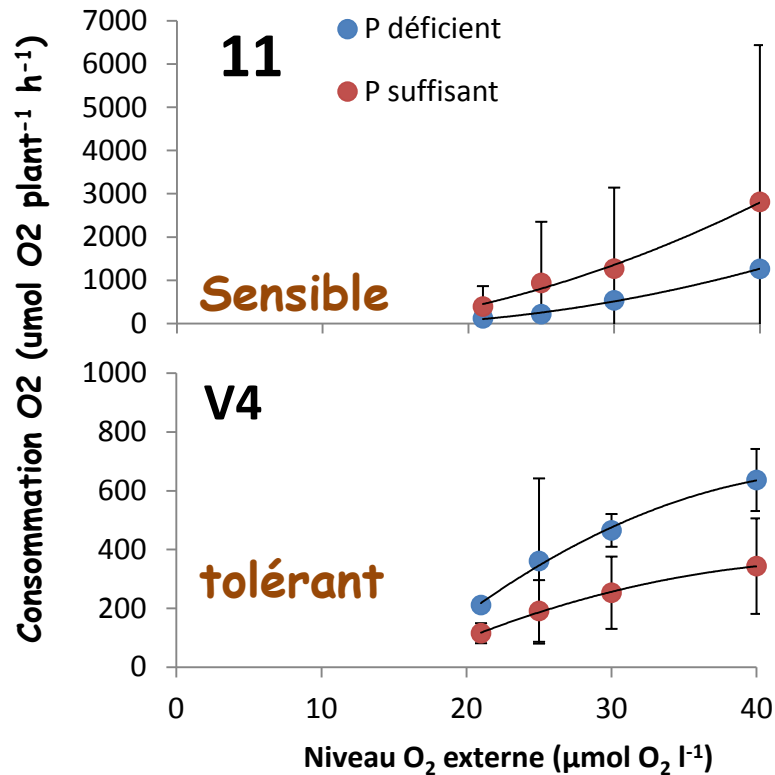 Consommation O2 (umol O2 plant⁻¹ h⁻¹)
7000
6000
5000
4000
3000
2000
1000
0
11
P déficient
P suffisant
Sensible
1000
800
600
400
200
0
V4
tolérant
0 10 20 30 40
Niveau O₂ externe (µmol O₂ l⁻¹)